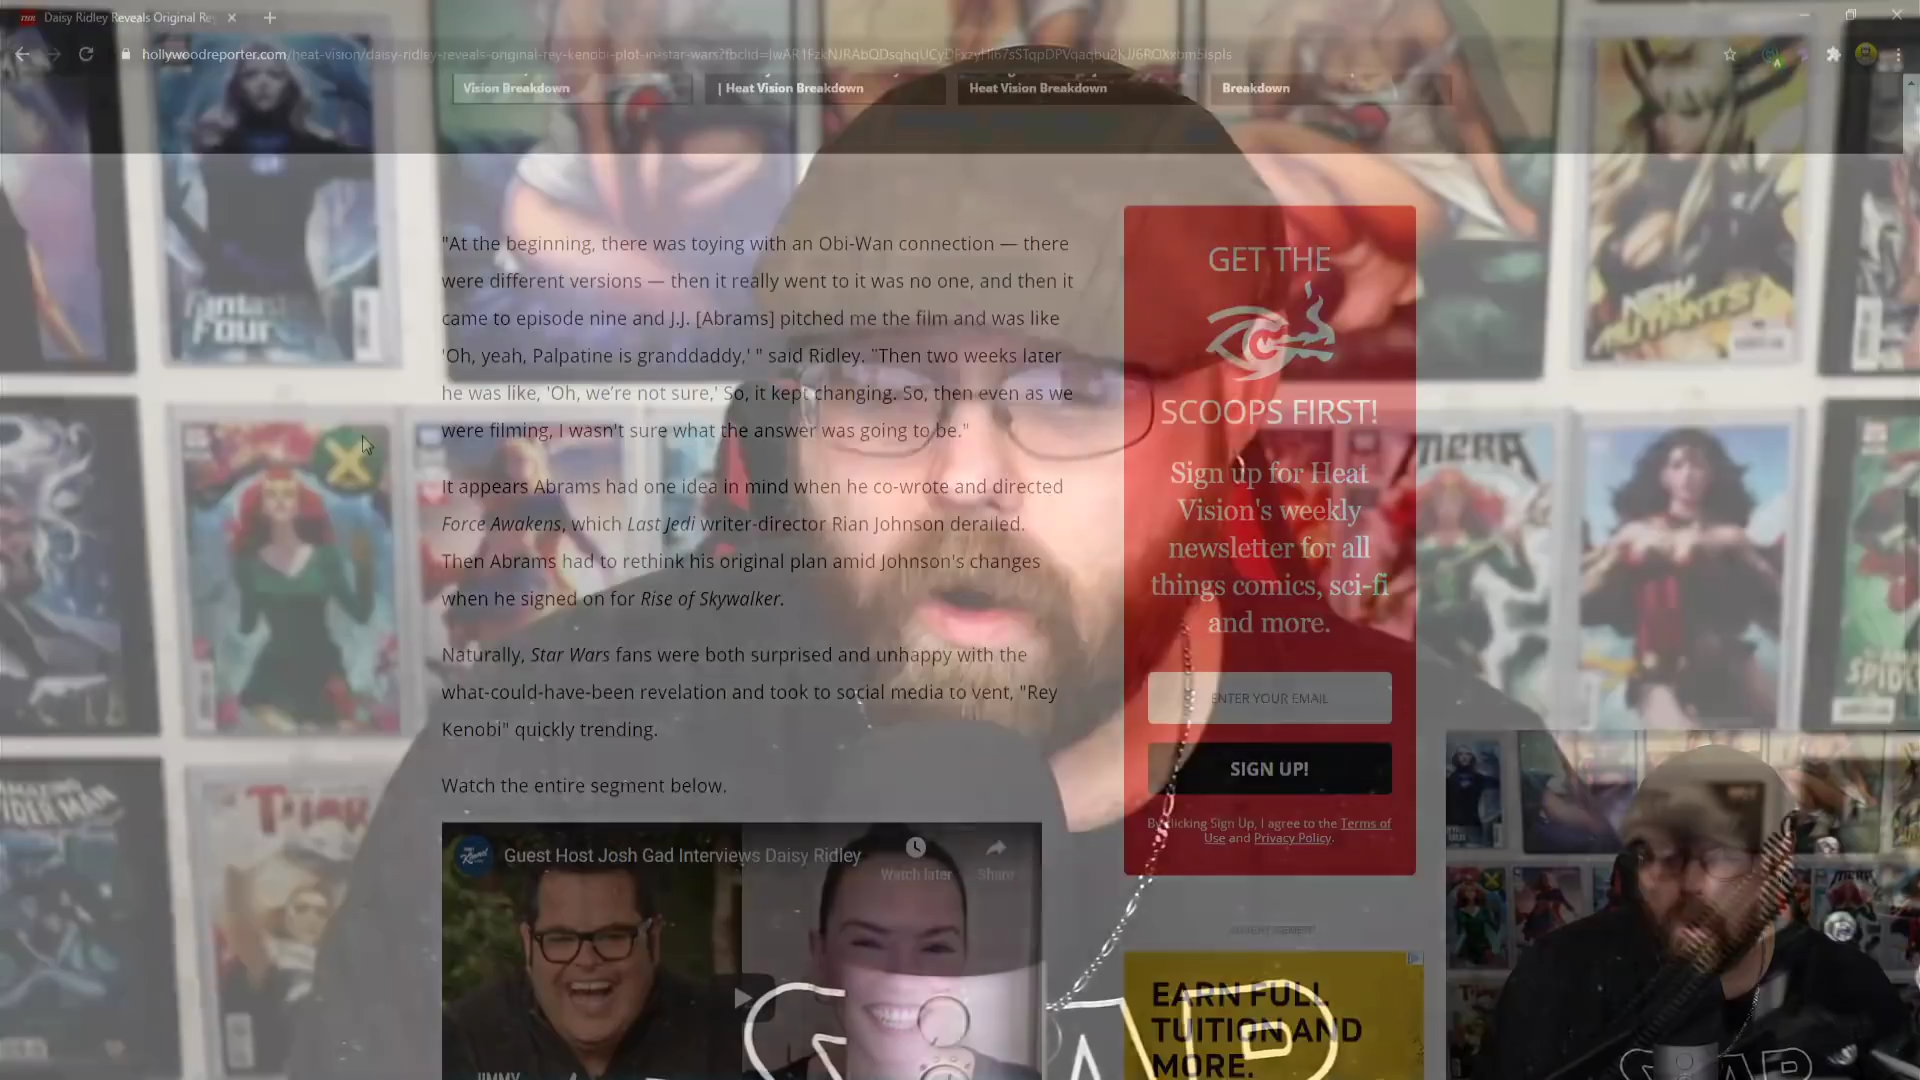 Daisy Ridley Reveals Original Re
hollywoodreporter.com/heat-vision/daisy-ridley-reveals-original-rey-kenobi-plot-in-star-wars?fbclid=
Vision Breakdown
| Heat Vision Breakdown
Heat Vision Breakdown
Breakdown
"At the beginning, there was toying with an Obi-Wan connection — there
were different versions — then it really went to it was no one, and then it
came to episode nine and J.J. [Abrams] pitched me the film and was like
'Oh, yeah, Palpatine is granddaddy,' " said Ridley. "Then two weeks later
he was like, 'Oh, we're not sure,' So, it kept changing. So, then even as we
were filming, I wasn't sure what the answer was going to be."
It appears Abrams had one idea in mind when he co-wrote and directed
Force Awakens, which Last Jedi writer-director Rian Johnson derailed.
Then Abrams had to rethink his original plan amid Johnson's changes
when he signed on for Rise of Skywalker.
Naturally, Star Wars fans were both surprised and unhappy with the
what-could-have-been revelation and took to social media to vent, "Rey
Kenobi" quickly trending.
Watch the entire segment below.
Guest Host Josh Gad Interviews Daisy Ridley
Watch later
Share
JIMMY
GET THE
SCOOPS FIRST!
Sign up for Heat
Vision's weekly
newsletter for all
things comics, sci-fi
and more.
ENTER YOUR EMAIL
SIGN UP!
By clicking Sign Up, I agree to the Terms of
Use and Privacy Policy.
ADVERTISEMENT
EARN FULL
TUITION AND
MORE.
Fantastic
Four
NEW
MUTANTS
MERA
AMAZING
SPIDER-MAN